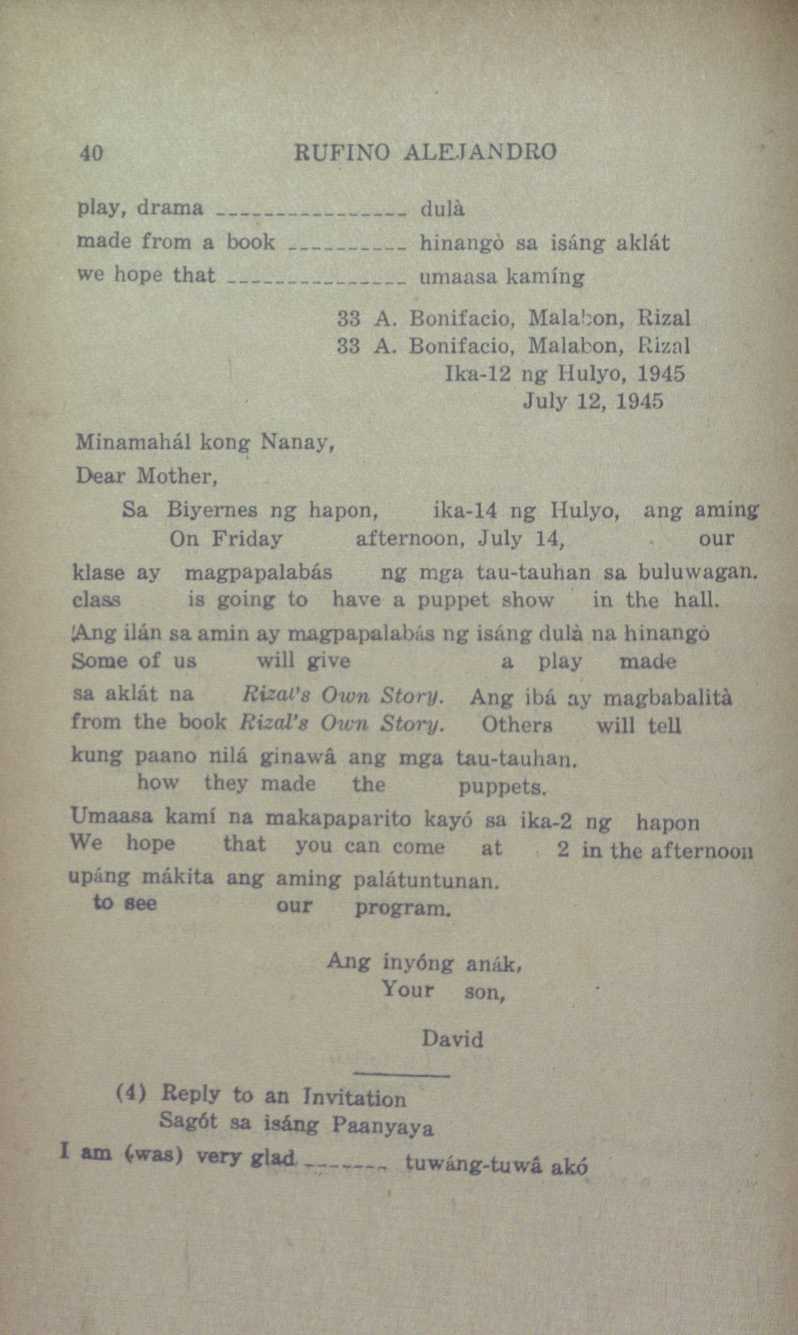 40 RUFINO ALEJANDRO
play, drama ________________ dulà
made from a book __________ hinangò sa isáng aklát
we hope that _______________ umaasa kamíng
33 A. Bonifacio, Malabon, Rizal
33 A. Bonifacio, Malabon, Rizal
Ika-12 ng Hulyo, 1945
July 12, 1945
Minamahál kong Nanay,
Dear Mother,
Sa Biyernes ng hapon, ika-14 ng Hulyo, ang aming
On Friday afternoon, July 14, our
klase ay magpapalabás ng mga tau-tauhan sa buluwagan.
class is going to have a puppet show in the hall.
Ang ilán sa amin ay magpapalabás ng isáng dulà na hinangò
Some of us will give a play made
sa aklát na Rizal's Own Story. Ang ibá ay magbabalità
from the book Rizal's Own Story. Others will tell
kung paano nilá ginawâ ang mga tau-tauhan.
how they made the puppets.
Umaasa kamí na makapaparito kayó sa ika-2 ng hapon
We hope that you can come at 2 in the afternoon
upáng mákita ang aming palátuntunan.
to see our program.
Ang inyóng anák,
Your son,
David
(4) Reply to an Invitation
Sagót sa isáng Paanyaya
I am (was) very glad _______ tuwáng-tuwâ akó